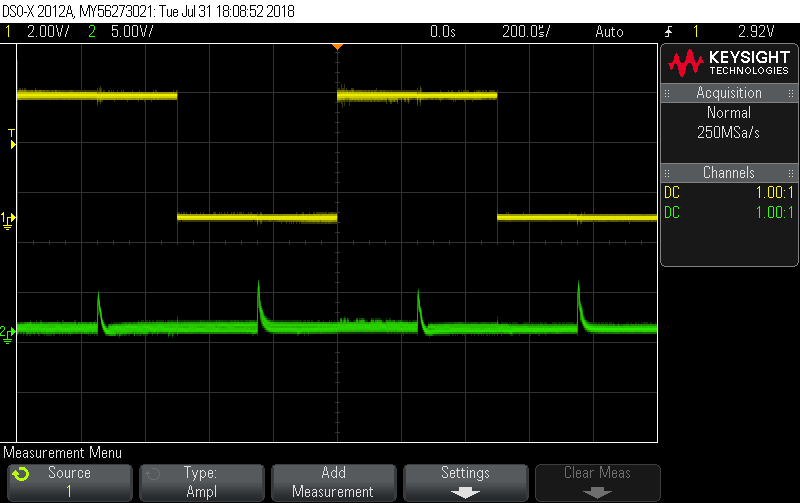 DSO-X 2012A, MY56273021: Tue Jul 31 18:08:52 2018
1 2.00V/ 2 5.00V/ 0.0s 200.0µs/ Auto 1 2.92V
KEYSIGHT
TECHNOLOGIES
Acquisition
Normal
250MSa/s
Channels
DC 1.00:1
DC 1.00:1
T
1
2
Measurement Menu
Source
1
Type:
Ampl
Add
Measurement
Settings
Clear Meas